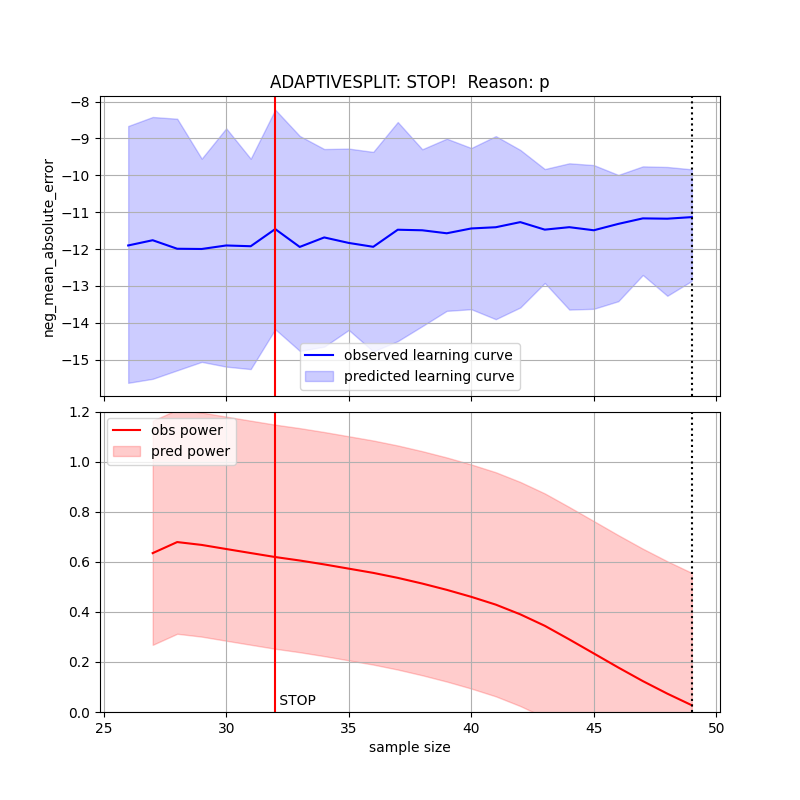 ADAPTIVESPLIT: STOP!  Reason: p
neg_mean_absolute_error
−8
−9
−10
−11
−12
−13
−14
−15
observed learning curve
predicted learning curve
1.2
1.0
0.8
0.6
0.4
0.2
0.0
obs power
pred power
STOP
25 30 35 40 45 50
sample size